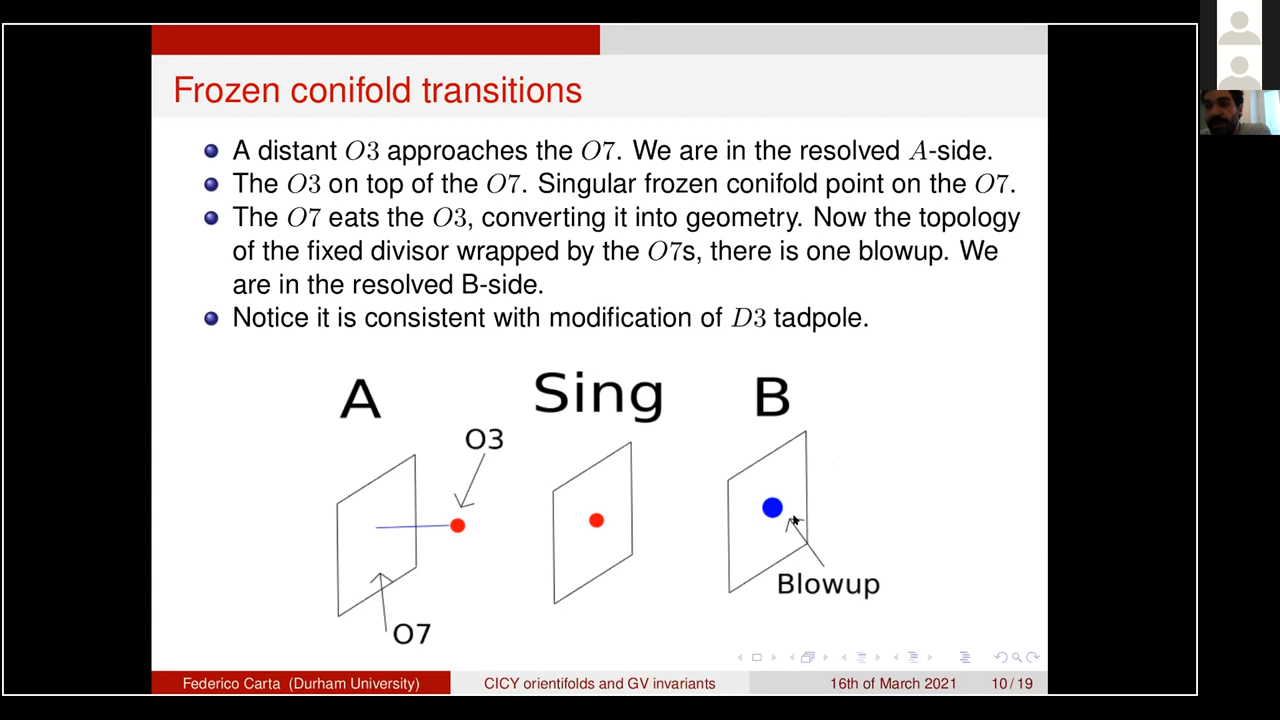 Frozen conifold transitions
A distant O3 approaches the O7. We are in the resolved A-side.
The O3 on top of the O7. Singular frozen conifold point on the O7.
The O7 eats the O3, converting it into geometry. Now the topology
of the fixed divisor wrapped by the O7s, there is one blowup. We
are in the resolved B-side.
Notice it is consistent with modification of D3 tadpole.
A
Sing
B
O3
O7
Blowup
Federico Carta (Durham University)
CICY orientifolds and GV invariants
16th of March 2021
10/19